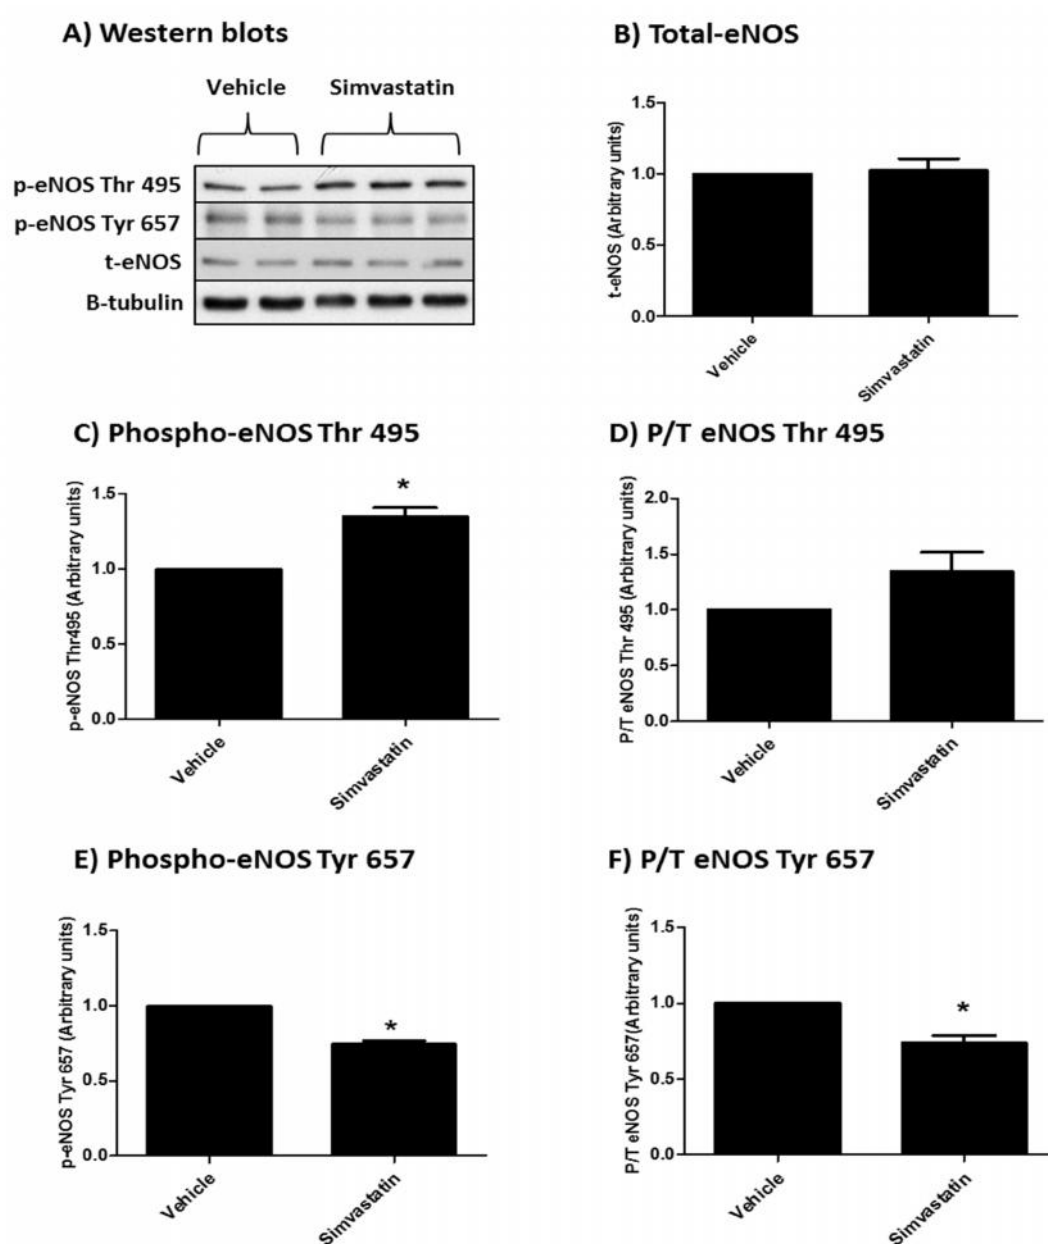 A) Western blots
Vehicle Simvastatin
p-eNOS Thr 495
p-eNOS Tyr 657
t-eNOS
B-tubulin
B) Total-eNOS
t-eNOS (Arbitrary units)
1.5
1.0
0.5
0.0
Vehicle
Simvastatin
C) Phospho-eNOS Thr 495
p-eNOS Thr495 (Arbitrary units)
1.5
1.0
0.5
0.0
*
Vehicle
Simvastatin
D) P/T eNOS Thr 495
P/T eNOS Thr 495 (Arbitrary units)
2.0
1.5
1.0
0.5
0.0
Vehicle
Simvastatin
E) Phospho-eNOS Tyr 657
p-eNOS Tyr 657 (Arbitrary units)
1.5
1.0
0.5
0.0
*
Vehicle
Simvastatin
F) P/T eNOS Tyr 657
P/T eNOS Tyr 657(Arbitrary units)
1.5
1.0
0.5
0.0
*
Vehicle
Simvastatin